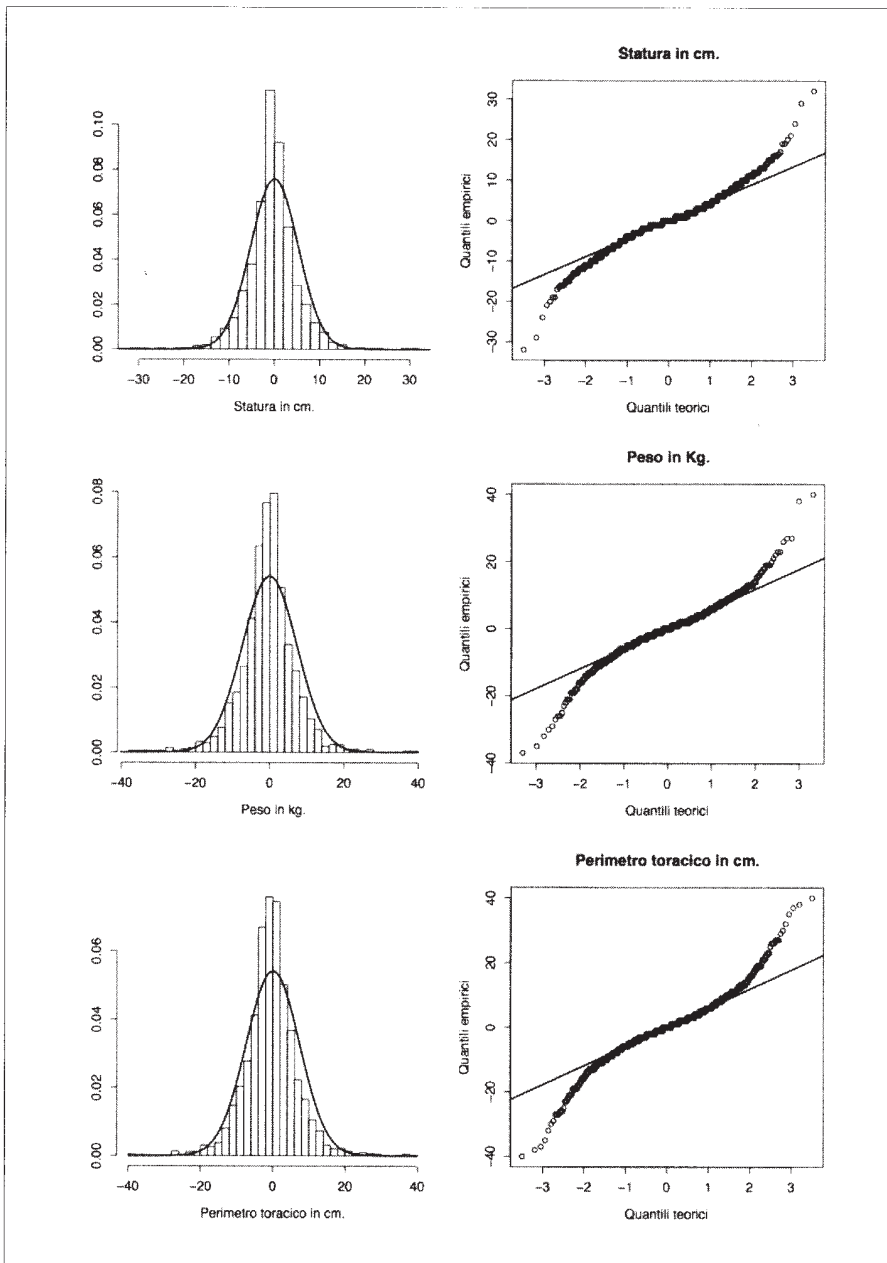 Statura in cm.
0.00 0.02 0.04 0.06 0.08 0.10
−30 −20 −10 0 10 20 30
Statura in cm.
Quantili empirici
−30 −20 −10 0 10 20 30
−3 −2 −1 0 1 2 3
Quantili teorici
Peso in Kg.
0.00 0.02 0.04 0.06 0.08
−40 −20 0 20 40
Peso in kg.
Quantili empirici
−40 −20 0 20 40
−3 −2 −1 0 1 2 3
Quantili teorici
Perimetro toracico in cm.
0.00 0.02 0.04 0.06
−40 −20 0 20 40
Perimetro toracico in cm.
Quantili empirici
−40 −20 0 20 40
−3 −2 −1 0 1 2 3
Quantili teorici